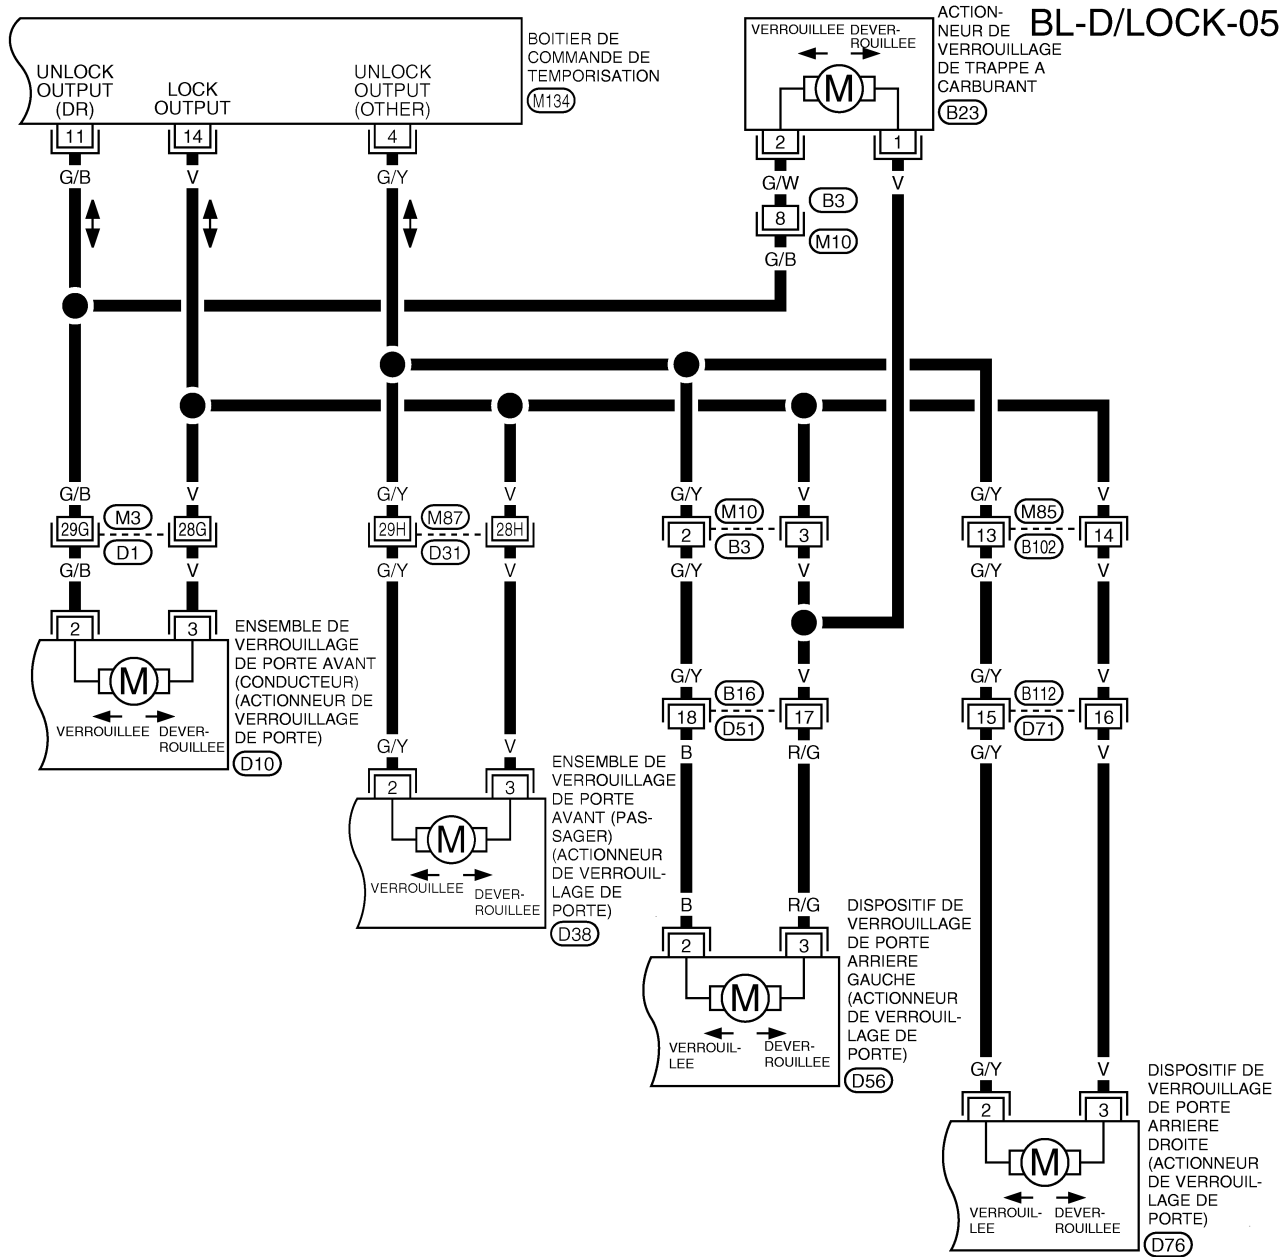 BL-D/LOCK-05
BOITIER DE
COMMANDE DE
TEMPORISATION
M134
UNLOCK
OUTPUT
(DR)
LOCK
OUTPUT
UNLOCK
OUTPUT
(OTHER)
11
14
4
G/B
V
G/Y
VERROUILLEE
DEVER-
ROUILLEE
M
ACTION-
NEUR DE
VERROUILLAGE
DE TRAPPE A
CARBURANT
B23
2
1
G/W
V
8
B3
M10
G/B
G/B
V
G/Y
V
G/Y
V
G/Y
V
29G
M3
D1
28G
29H
M87
D31
28H
2
M10
B3
3
13
M85
B102
14
G/B
V
G/Y
V
G/Y
V
G/Y
V
2
3
M
VERROUILLEE
DEVER-
ROUILLEE
ENSEMBLE DE
VERROUILLAGE
DE PORTE AVANT
(CONDUCTEUR)
(ACTIONNEUR DE
VERROUILLAGE
DE PORTE)
D10
G/Y
V
G/Y
V
18
B16
D51
17
15
B112
D71
16
B
R/G
G/Y
V
G/Y
V
2
3
M
VERROUILLEE
DEVER-
ROUILLEE
ENSEMBLE DE
VERROUILLAGE
DE PORTE
AVANT (PAS-
SAGER)
(ACTIONNEUR
DE VERROUIL-
LAGE DE
PORTE)
D38
B
R/G
2
3
M
VERROUIL-
LEE
DEVER-
ROUILLEE
DISPOSITIF DE
VERROUILLAGE
DE PORTE
ARRIERE
GAUCHE
(ACTIONNEUR
DE VERROUIL-
LAGE DE
PORTE)
D56
G/Y
V
2
3
M
VERROUIL-
LEE
DEVER-
ROUILLEE
DISPOSITIF DE
VERROUILLAGE
DE PORTE
ARRIERE
DROITE
(ACTIONNEUR
DE VERROUIL-
LAGE DE
PORTE)
D76